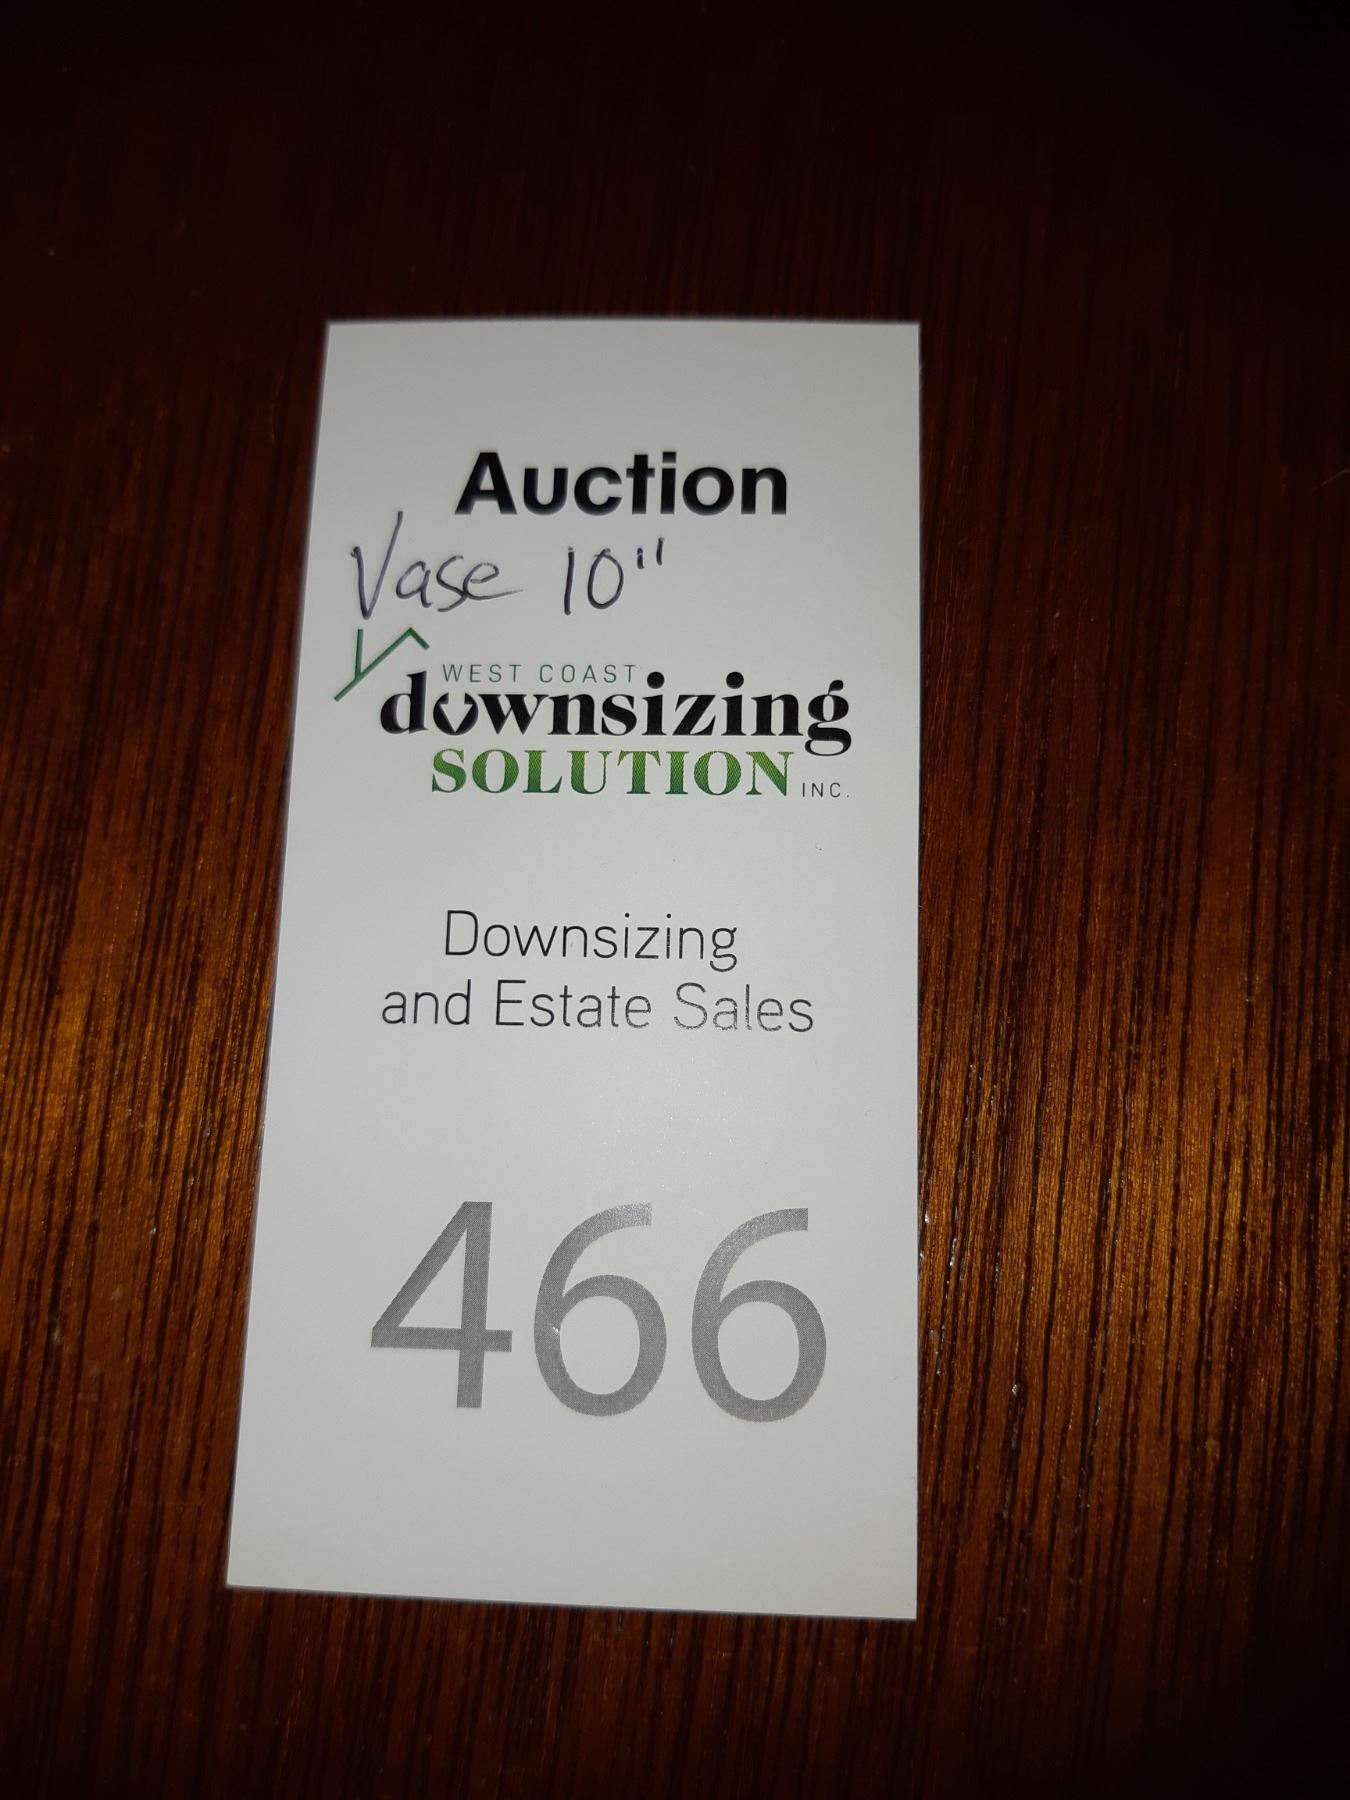 Auction
Vase 10"
WEST COAST
downsizing
SOLUTION INC.
Downsizing
and Estate Sales
466